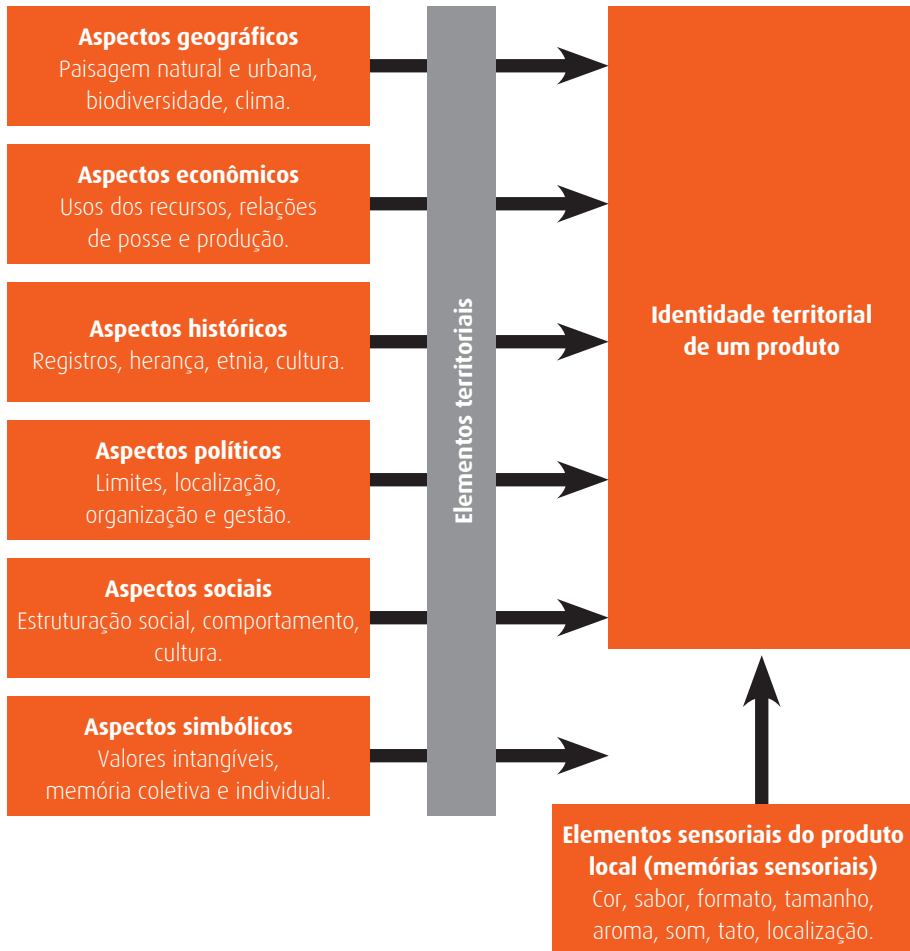 Aspectos geográficos
Paisagem natural e urbana,
biodiversidade, clima.
Aspectos econômicos
Usos dos recursos, relações
de posse e produção.
Aspectos históricos
Registros, herança, etnia, cultura.
Aspectos políticos
Limites, localização,
organização e gestão.
Aspectos sociais
Estruturação social, comportamento,
cultura.
Aspectos simbólicos
Valores intangíveis,
memória coletiva e individual.
Elementos territoriais
Identidade territorial
de um produto
Elementos sensoriais do produto
local (memórias sensoriais)
Cor, sabor, formato, tamanho,
aroma, som, tato, localização.